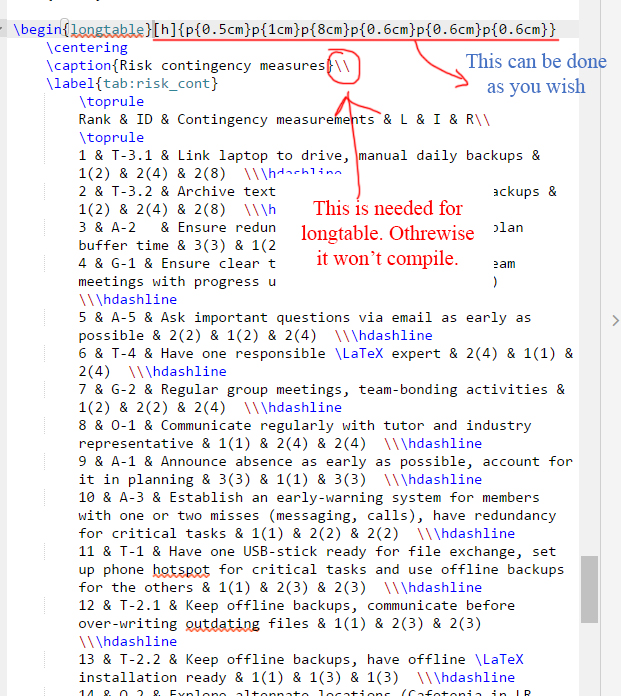 \begin{longtable}[h]{p{0.5cm}p{1cm}p{8cm}p{0.6cm}p{0.6cm}p{0.6cm}}
\centering
\caption{Risk contingency measures}\\
This can be done
as you wish
\label{tab:risk_cont}
\toprule
Rank & ID & Contingency measurements & L & I & R\\
\toprule
1 & T-3.1 & Link laptop to drive, manual daily backups &
1(2) & 2(4) & 2(8) \\\hdashline
2 & T-3.2 & Archive text ackups &
1(2) & 2(4) & 2(8) \\\h
This is needed for
longtable. Othrewise
it won't compile.
3 & A-2 & Ensure redun plan
buffer time & 3(3) & 1(2
4 & G-1 & Ensure clear t eam
meetings with progress u )
\\\hdashline
5 & A-5 & Ask important questions via email as early as
possible & 2(2) & 1(2) & 2(4) \\\hdashline
6 & T-4 & Have one responsible \LaTeX expert & 2(4) & 1(1) &
2(4) \\\hdashline
7 & G-2 & Regular group meetings, team-bonding activities &
1(2) & 2(2) & 2(4) \\\hdashline
8 & O-1 & Communicate regularly with tutor and industry
representative & 1(1) & 2(4) & 2(4) \\\hdashline
9 & A-1 & Announce absence as early as possible, account for
it in planning & 3(3) & 1(1) & 3(3) \\\hdashline
10 & A-3 & Establish an early-warning system for members
with one or two misses (messaging, calls), have redundancy
for critical tasks & 1(1) & 2(2) & 2(2) \\\hdashline
11 & T-1 & Have one USB-stick ready for file exchange, set
up phone hotspot for critical tasks and use offline backups
for the others & 1(1) & 2(3) & 2(3) \\\hdashline
12 & T-2.1 & Keep offline backups, communicate before
over-writing outdating files & 1(1) & 2(3) & 2(3)
\\\hdashline
13 & T-2.2 & Keep offline backups, have offline \LaTeX
installation ready & 1(1) & 1(3) & 1(3) \\\hdashline
14 & O-2 & Explore alternate locations (Cafeteria in LR